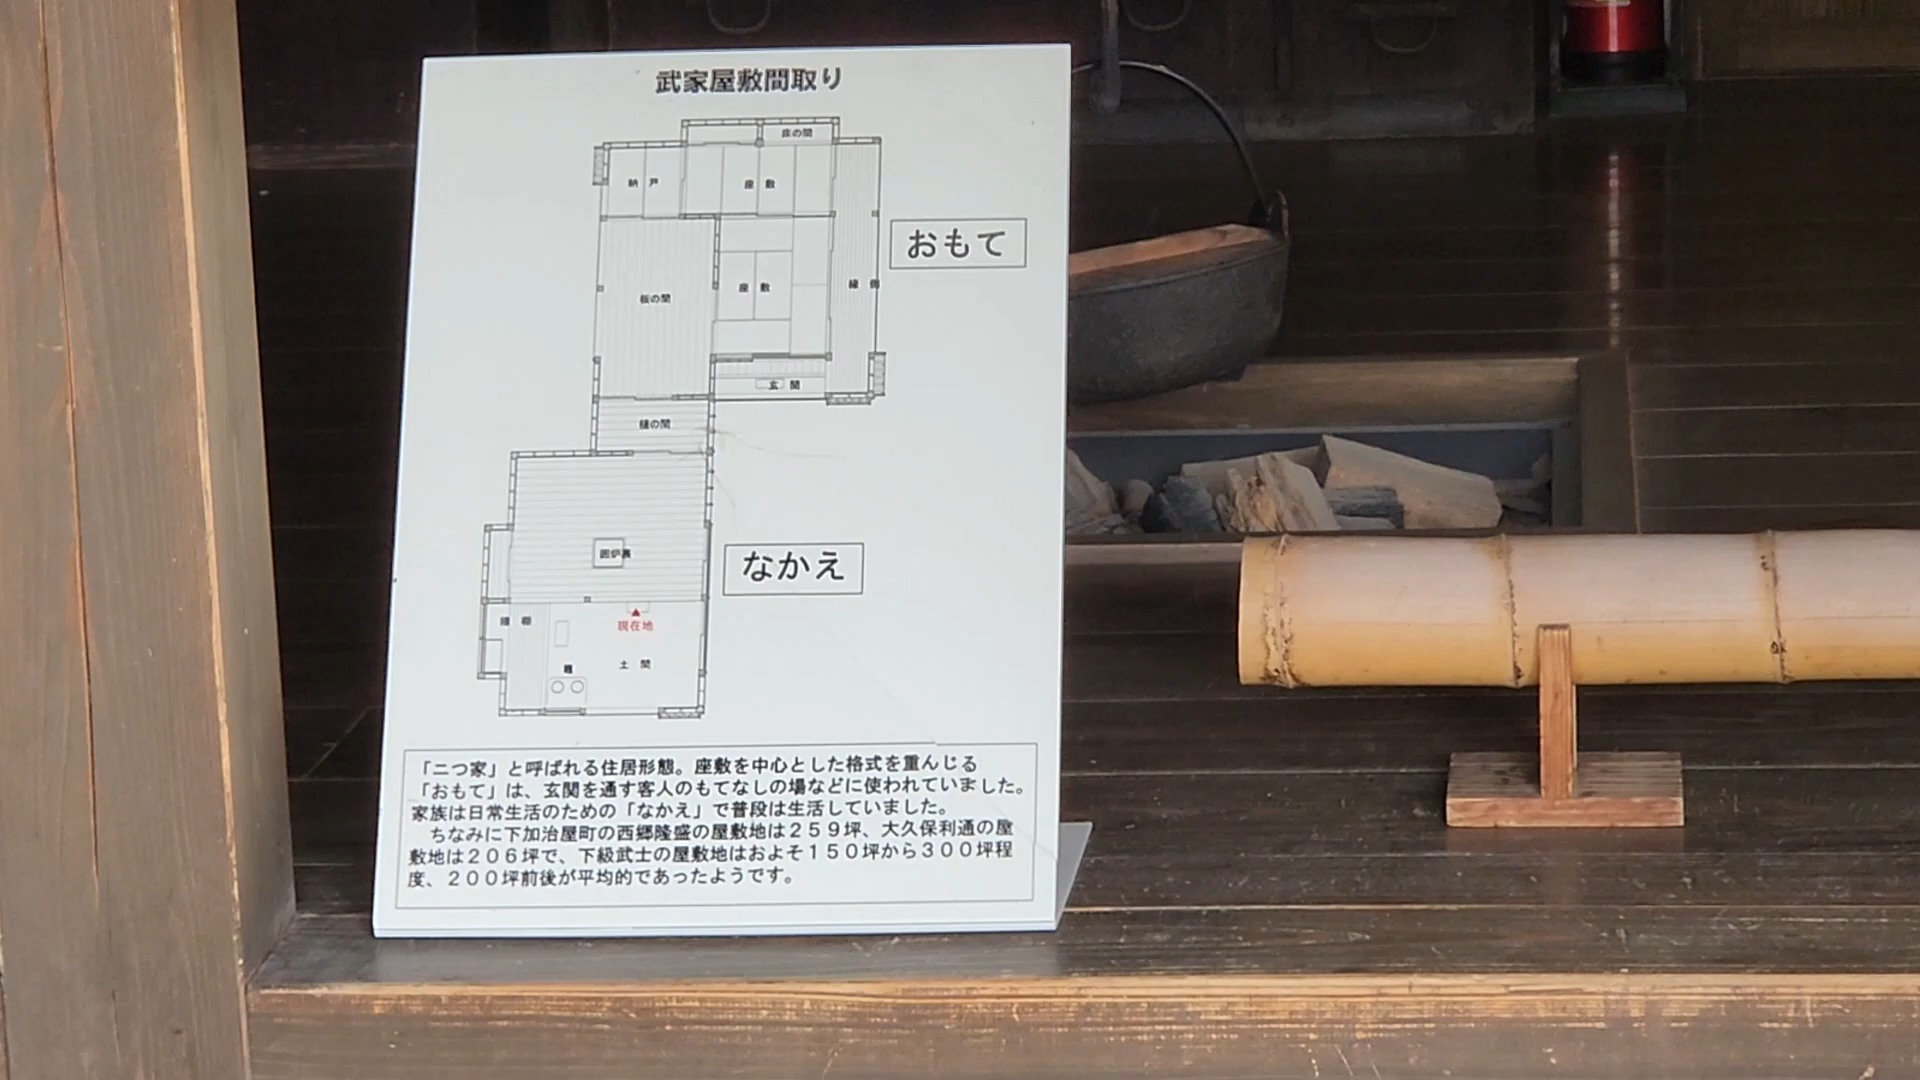 武家屋敷間取り
床の間
納戸
座敷
おもて
座敷
縁側
板の間
玄関
樋の間
囲炉裏
なかえ
現在地
膳棚
竈
土間
「二つ家」と呼ばれる住居形態。座敷を中心とした格式を重んじる
「おもて」は、玄関を通す客人のもてなしの場などに使われていました。
家族は日常生活のための「なかえ」で普段は生活していました。
ちなみに下加治屋町の西郷隆盛の屋敷地は２５９坪、大久保利通の屋
敷地は２０６坪で、下級武士の屋敷地はおよそ１５０坪から３００坪程
度、２００坪前後が平均的であったようです。